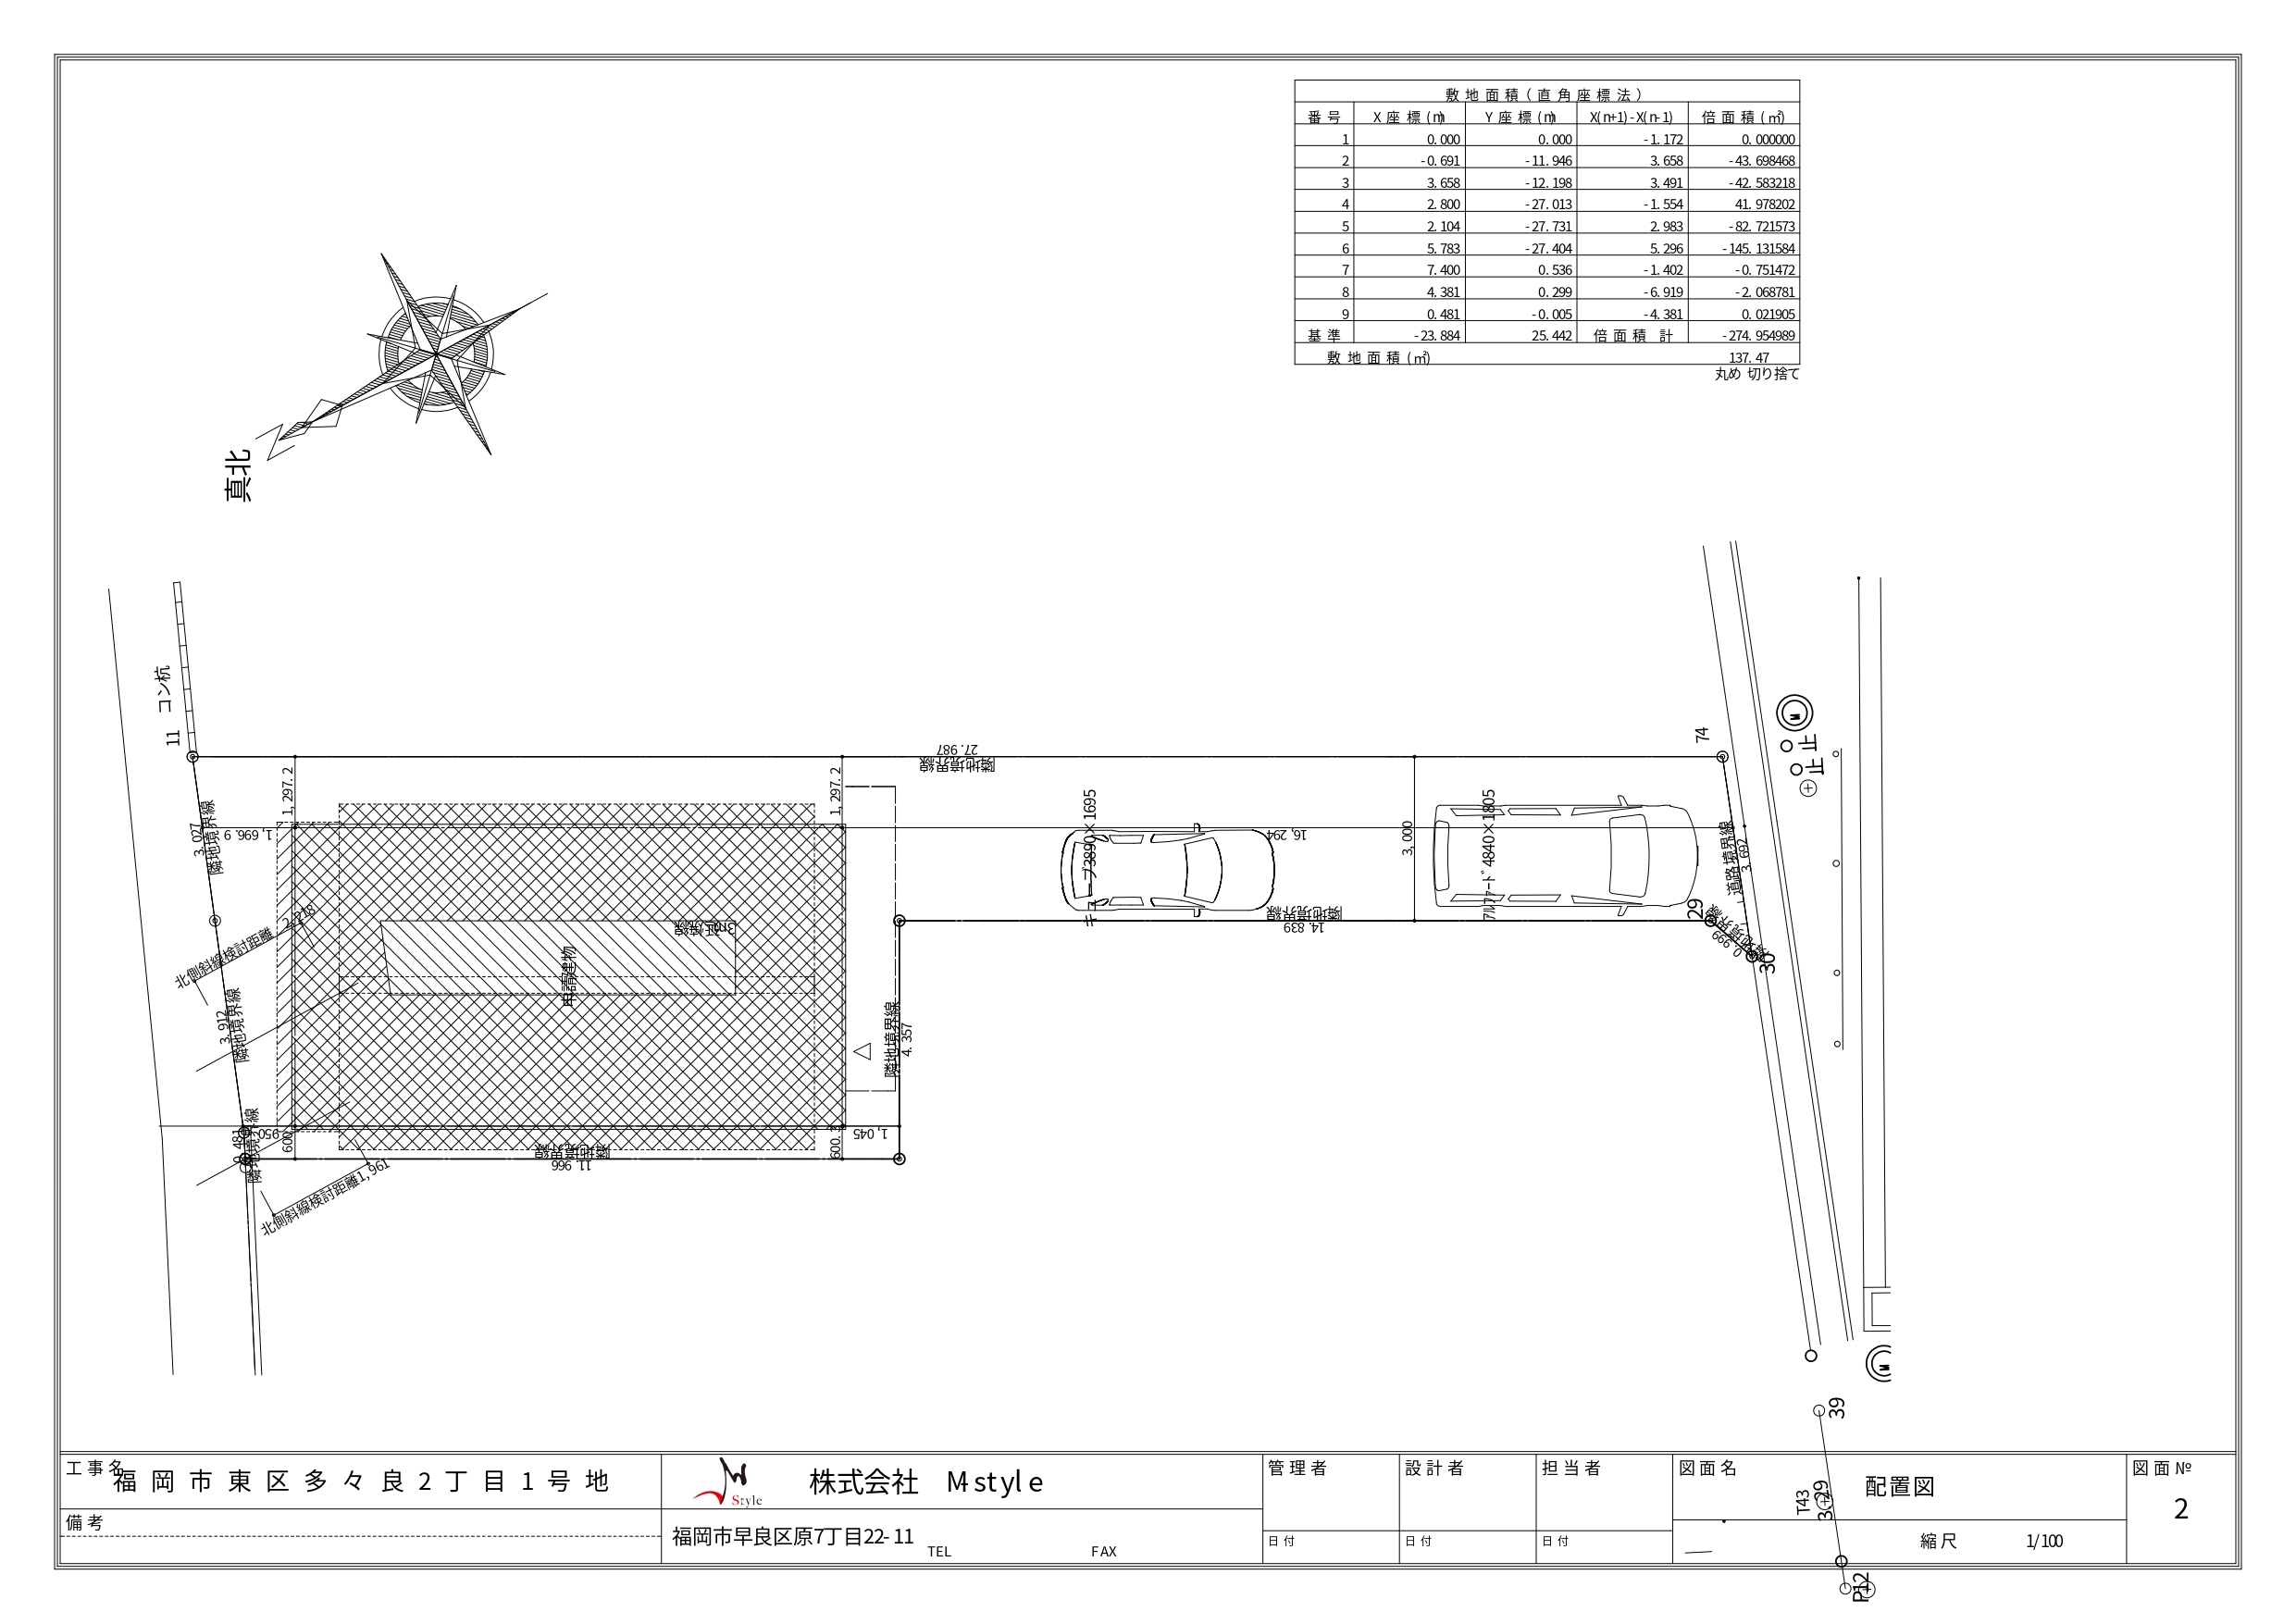 敷地面積(直角座標法)
番号 X座標(m) Y座標(m) X(n+1)-X(n-1) 倍面積(㎡)
1 0.000 0.000 -1.172 0.000000
2 -0.691 -11.946 3.658 -43.698468
3 3.658 -12.198 3.491 -42.583218
4 2.800 -27.013 -1.554 41.978202
5 2.104 -27.731 2.983 -82.721573
6 5.783 -27.404 5.296 -145.131584
7 7.400 0.536 -1.402 -0.751472
8 4.381 0.299 -6.919 -2.068781
9 0.481 -0.005 -4.381 0.021905
基準 -23.884 25.442 倍面積 計 -274.954989
敷地面積(㎡) 137.47
丸め 切り捨て
真北
コン杭
11
74
M
止
止
27.987
隣地境界線
1,297.2
1,297.2
3.027
隣地境界線
1,696.9
16,294
3,000
キューブ3890×1695
アルファード 4840×1805
道路境界線
3.692
29
30
0.999
隣地境界線
14.839
隣地境界線
北側斜線検討距離 2,218
3m延焼線
申請建物
3.912
隣地境界線
隣地境界線
4.357
0.481
隣地境界線
950
600
600.3
1,045
隣地境界線
11.966
北側斜線検討距離1,961
M
39
T43
P12
工事名 福岡市東区多々良2丁目1号地
備考
Style
株式会社 Mstyle
福岡市早良区原7丁目22-11 TEL FAX
管理者 設計者 担当者
日付 日付 日付
図面名 配置図
縮尺 1/100
図面№ 2